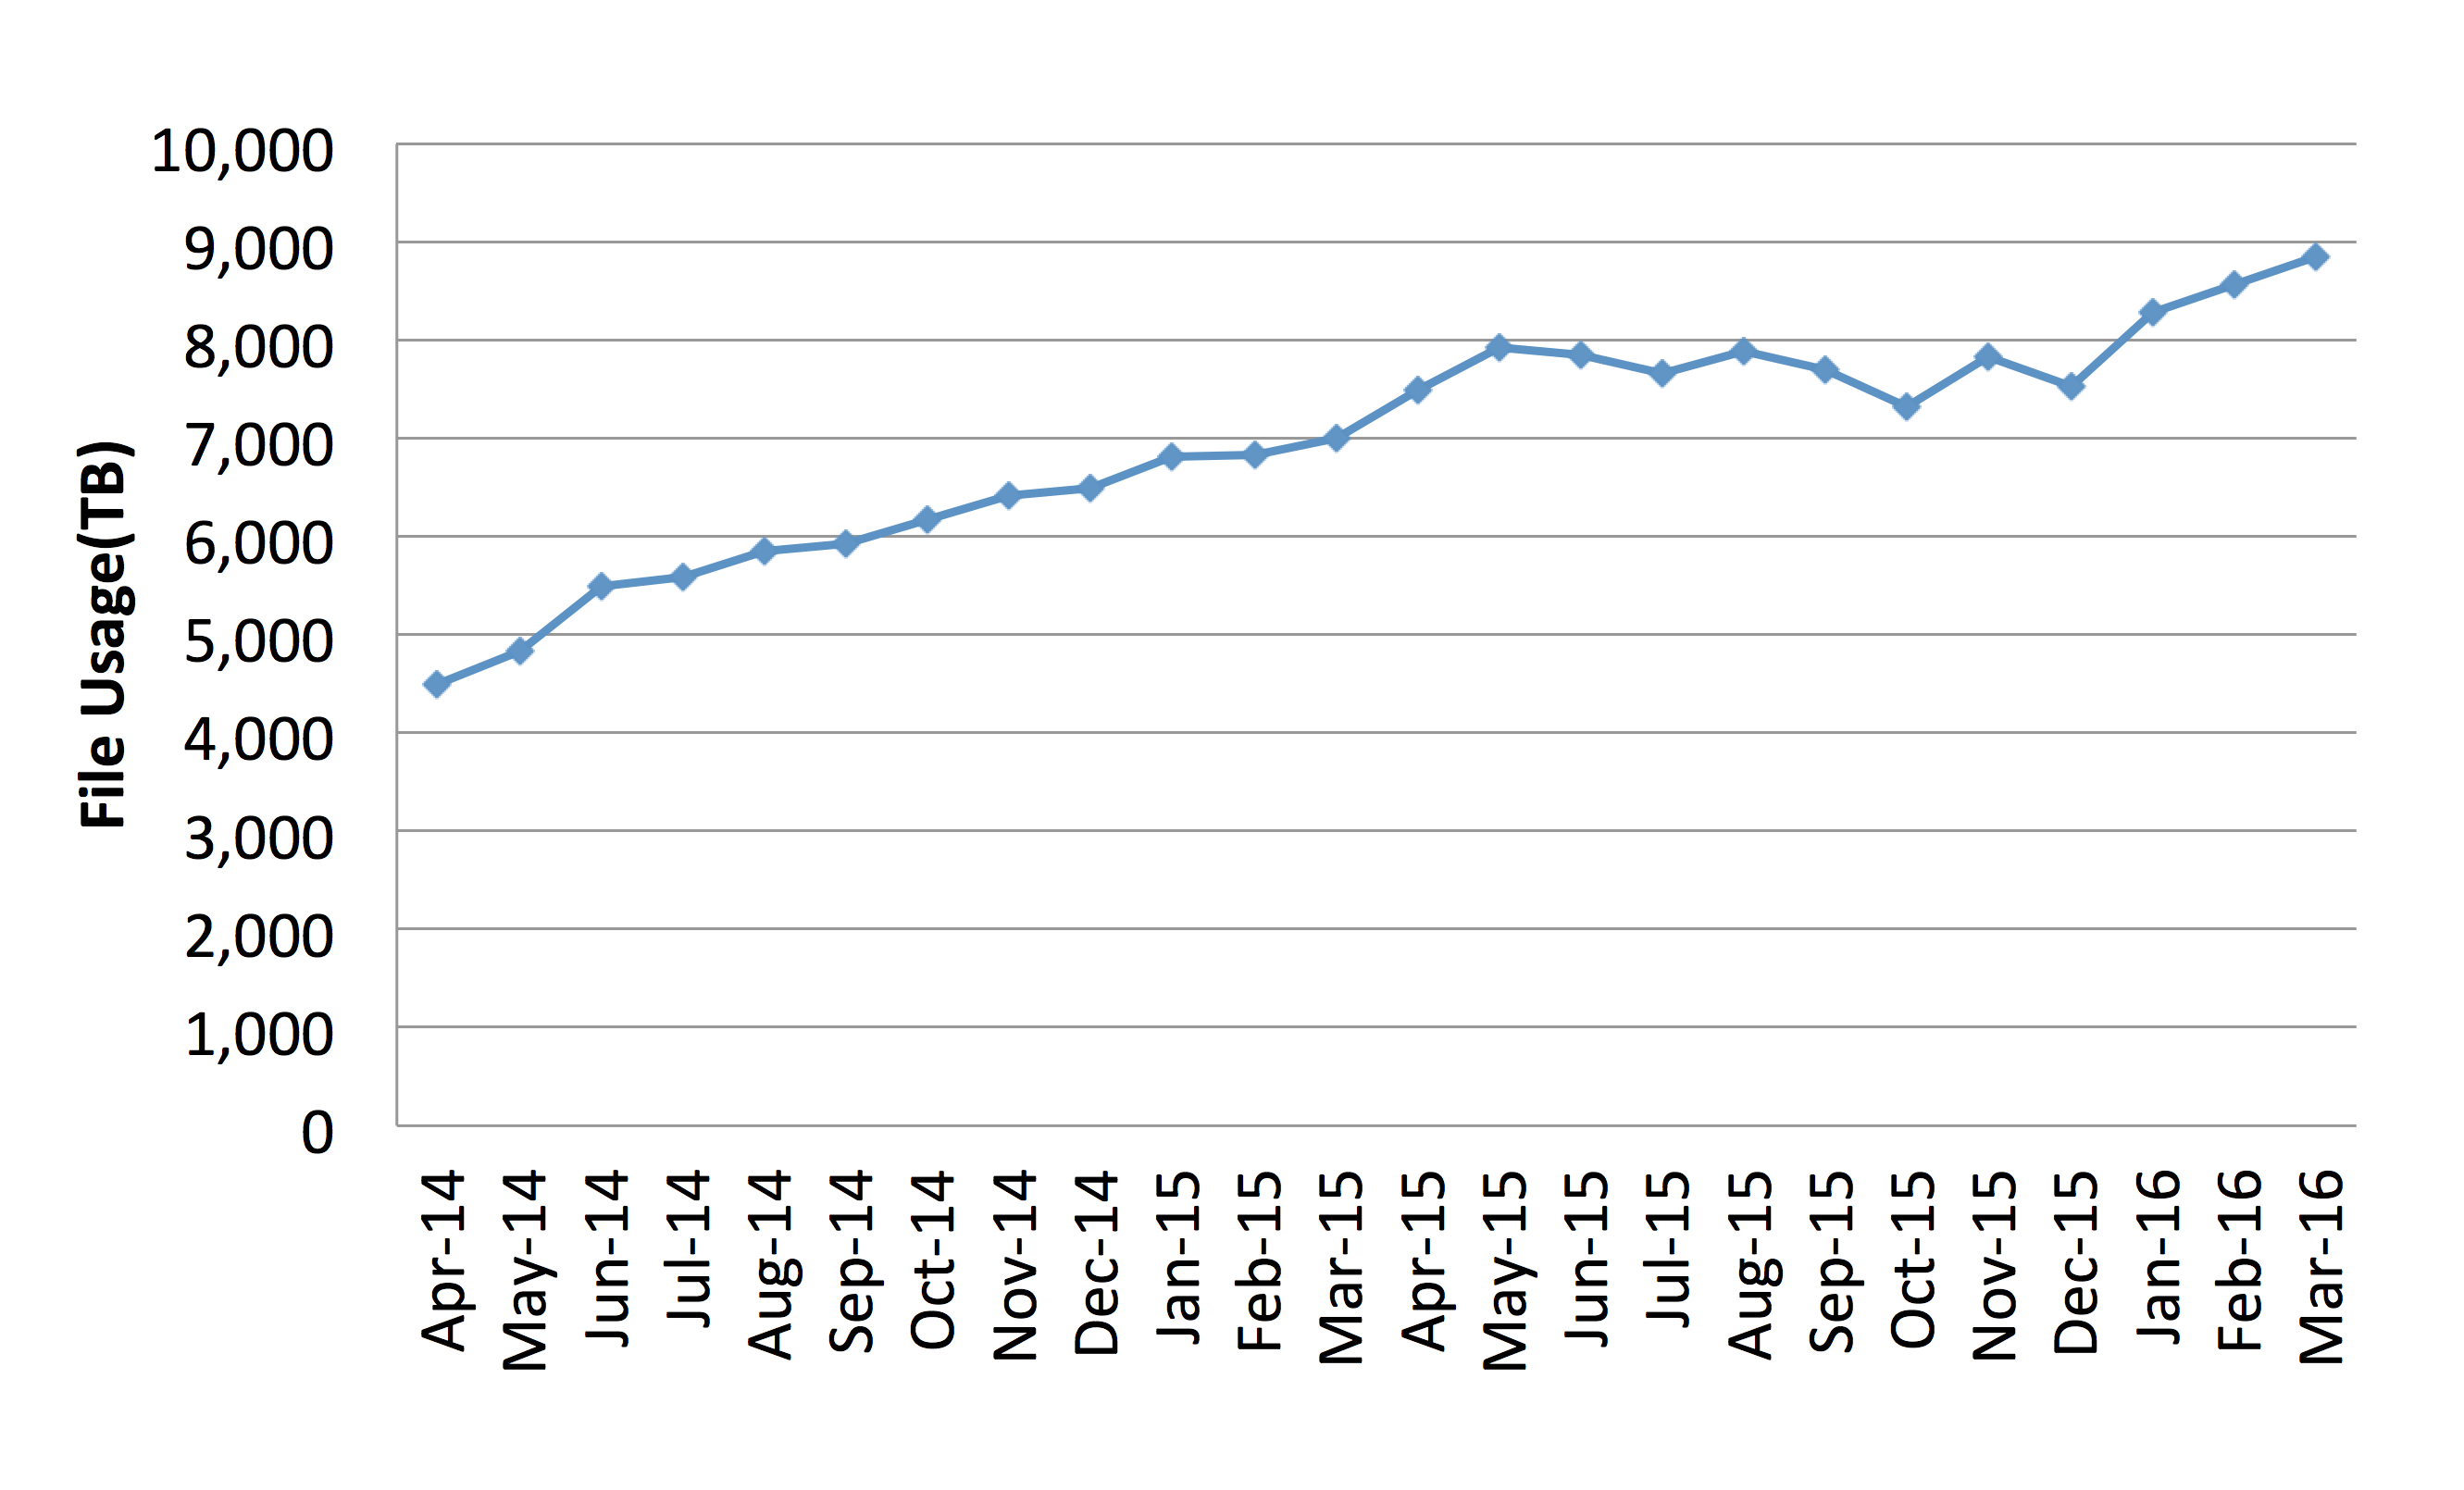 10,000
9,000
8,000
7,000
6,000
5,000
4,000
3,000
2,000
1,000
0
File Usage(TB)
Apr-14
May-14
Jun-14
Jul-14
Aug-14
Sep-14
Oct-14
Nov-14
Dec-14
Jan-15
Feb-15
Mar-15
Apr-15
May-15
Jun-15
Jul-15
Aug-15
Sep-15
Oct-15
Nov-15
Dec-15
Jan-16
Feb-16
Mar-16